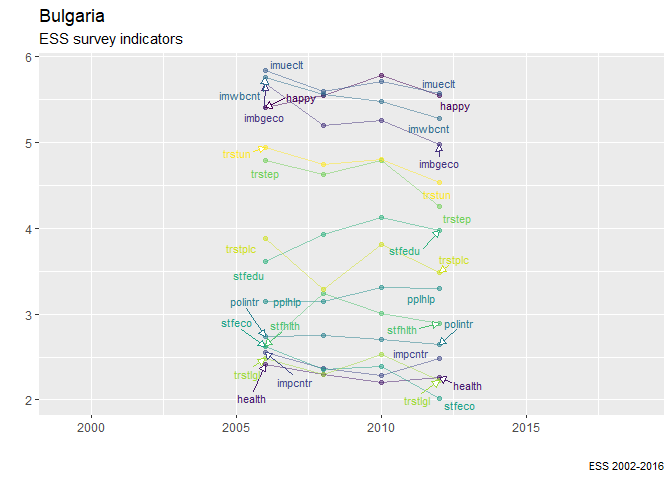 Bulgaria
ESS survey indicators
6
imueclt
imueclt
imwbcnt
happy
happy
imbgeco
imwbcnt
5
trstun
imbgeco
trstep
trstun
trstep
4
trstplc
stfedu
stfedu
trstplc
polintr
pplhlp
pplhlp
3
stfeco
stfhlth
stfhlth
polintr
impcntr
trstlgl
impcntr
health
health
trstlgl
stfeco
2
2000 2005 2010 2015
ESS 2002-2016